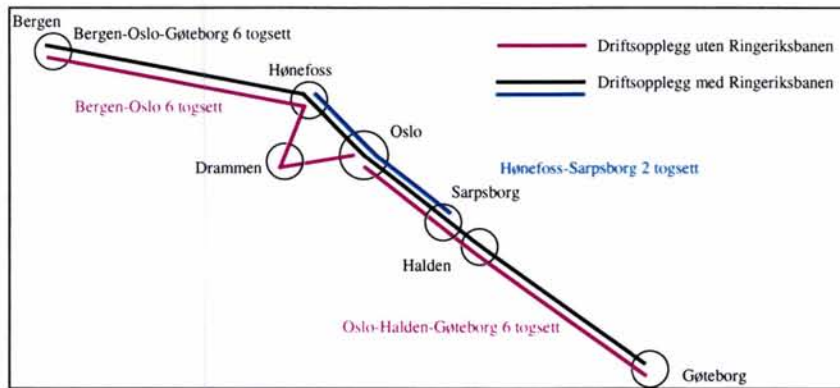 Bergen
Bergen-Oslo-Gøteborg 6 togsett
Driftsopplegg uten Ringeriksbanen
Hønefoss
Driftsopplegg med Ringeriksbanen
Bergen-Oslo 6 togsett
Oslo
Drammen
Hønefoss-Sarpsborg 2 togsett
Sarpsborg
Halden
Oslo-Halden-Gøteborg 6 togsett
Gøteborg